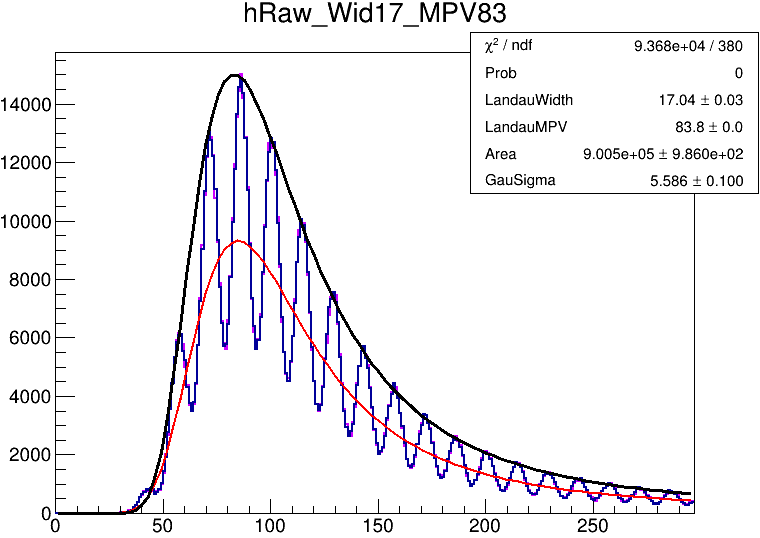 hRaw_Wid17_MPV83
χ² / ndf 9.368e+04 / 380
Prob 0
LandauWidth 17.04 ± 0.03
LandauMPV 83.8 ± 0.0
Area 9.005e+05 ± 9.860e+02
GauSigma 5.586 ± 0.100
14000
12000
10000
8000
6000
4000
2000
0
0 50 100 150 200 250